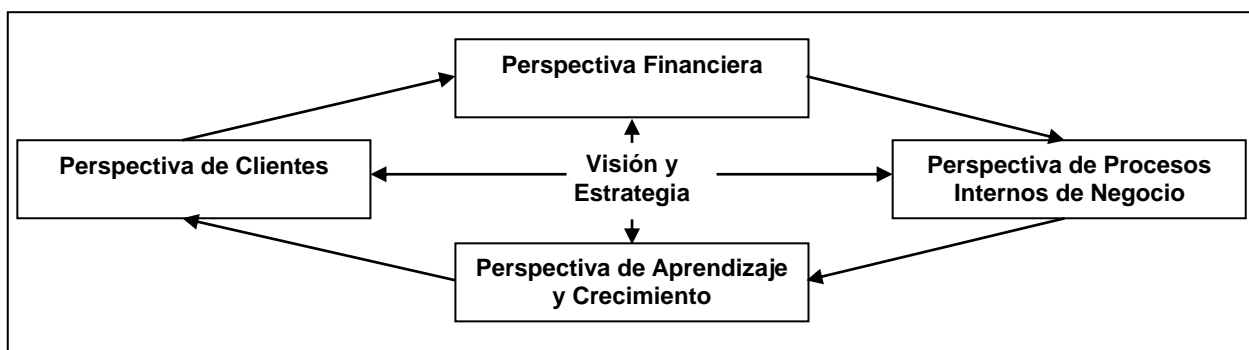 Perspectiva Financiera
Perspectiva de Clientes
Visión y
Estrategia
Perspectiva de Procesos
Internos de Negocio
Perspectiva de Aprendizaje
y Crecimiento